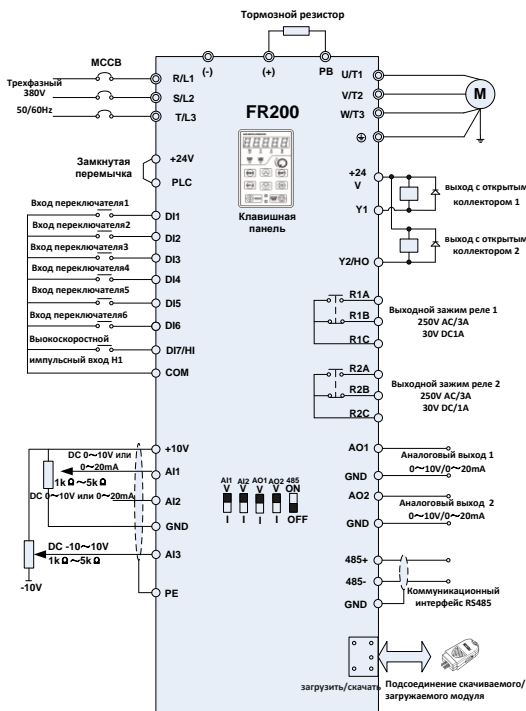 Тормозной резистор
MCCB
(-)
(+)
PB
Трехфазный
380V
50/60Hz
R/L1
S/L2
T/L3
FR200
U/T1
V/T2
W/T3
M
Замкнутая
перемычка
+24V
PLC
Клавишная
панель
+24
V
Y1
выход с открытым
коллектором 1
Y2/HO
выход с открытым
коллектором 2
Вход переключателя1
DI1
Вход переключателя2
DI2
Вход переключателя3
DI3
Вход переключателя4
DI4
Вход переключателя5
DI5
Вход переключателя6
DI6
Выокоскоростной
импульсный вход H1
DI7/HI
COM
R1A
R1B
R1C
Выходной зажим реле 1
250V AC/3A
30V DC1A
R2A
R2B
R2C
Выходной зажим реле 2
250V AC/3A
30V DC/1A
+10V
DC 0～10V или
0～20mA
AI1
1kΩ～5kΩ
DC 0～10V или 0～20mA
AI2
GND
DC -10～10V
AI3
1kΩ～5kΩ
-10V
PE
AI1 AI2 AO1 AO2 485
V V V V ON
I I I I OFF
AO1
Аналоговый выход 1
GND
0～10V/0～20mA
AO2
Аналоговый выход 2
GND
0～10V/0～20mA
485+
485-
Коммуникационный
интерфейс RS485
GND
загрузить/скачать
Подсоединение скачиваемого/
загружаемого модуля